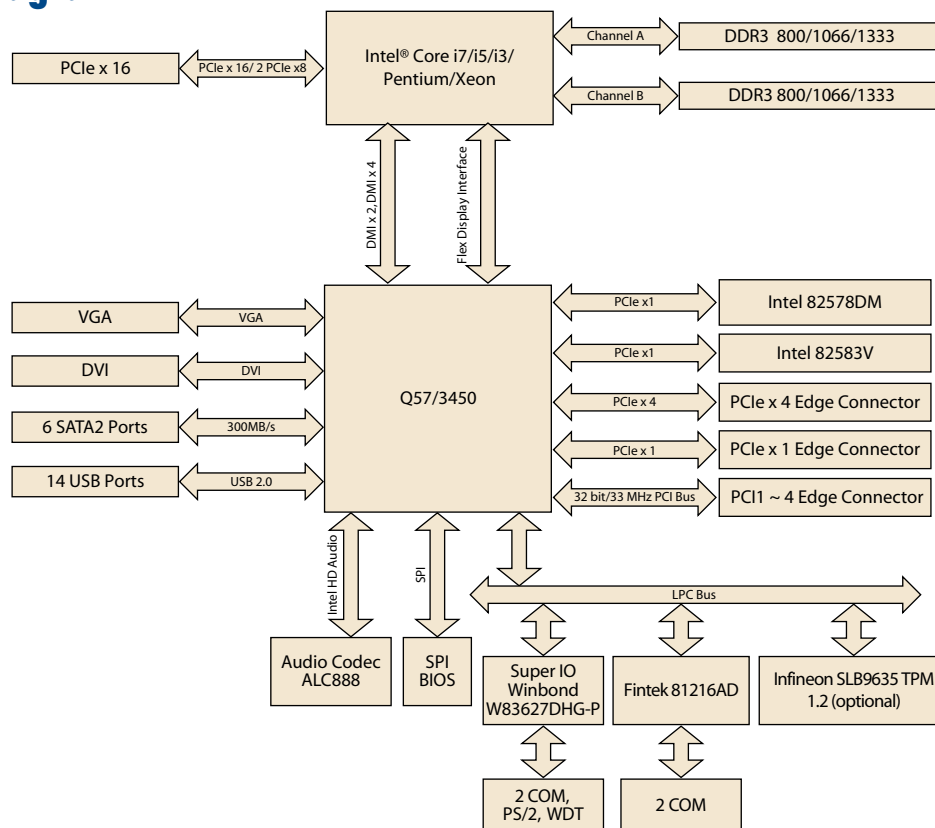 Intel® Core i7/i5/i3/
Pentium/Xeon
PCIe x 16
PCIe x 16/ 2 PCIe x8
Channel A
DDR3 800/1066/1333
Channel B
DDR3 800/1066/1333
DMI x 2, DMI x 4
Flex Display Interface
VGA
VGA
DVI
DVI
6 SATA2 Ports
300MB/s
14 USB Ports
USB 2.0
Q57/3450
PCIe x1
Intel 82578DM
PCIe x1
Intel 82583V
PCIe x 4
PCIe x 4 Edge Connector
PCIe x 1
PCIe x 1 Edge Connector
32 bit/33 MHz PCI Bus
PCI1 ~ 4 Edge Connector
Intel HD Audio
SPI
LPC Bus
Audio Codec
ALC888
SPI
BIOS
Super IO
Winbond
W83627DHG-P
Fintek 81216AD
Infineon SLB9635 TPM
1.2 (optional)
2 COM,
PS/2, WDT
2 COM